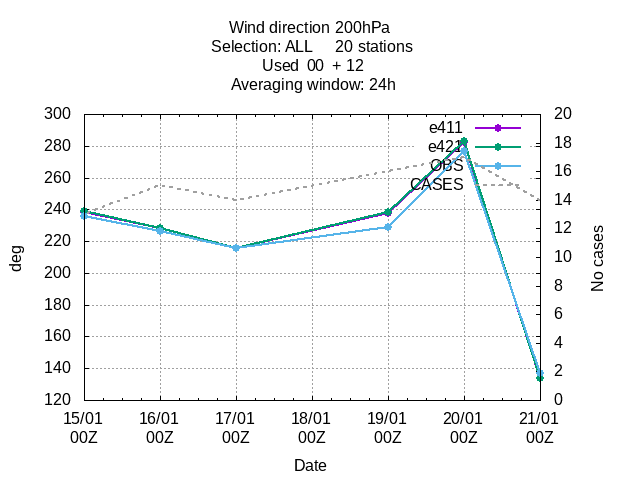 Wind direction 200hPa
Selection: ALL     20 stations
Used  00  + 12
Averaging window: 24h
300
280
260
240
220
200
180
160
140
120
20
18
16
14
12
10
8
6
4
2
0
e411
e421
OBS
CASES
deg
No cases
15/01 16/01 17/01 18/01 19/01 20/01 21/01
00Z 00Z 00Z 00Z 00Z 00Z 00Z
Date